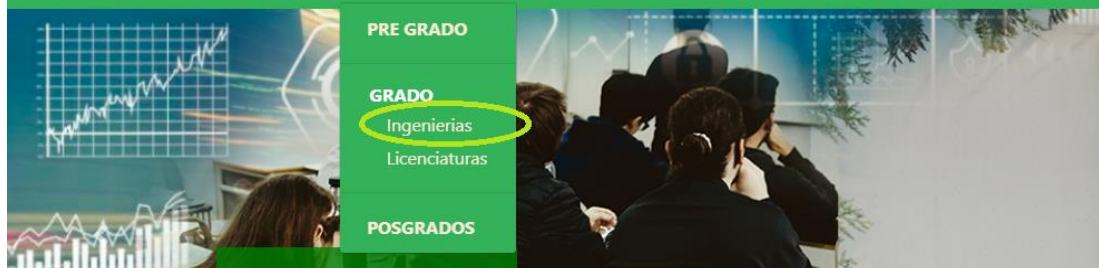 PRE GRADO
GRADO
Ingenierias
Licenciaturas
POSGRADOS